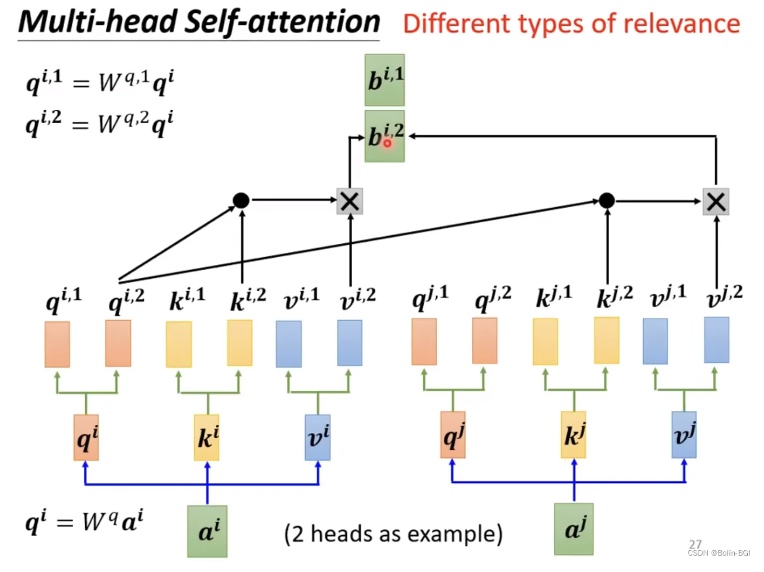 Multi-head Self-attention Different types of relevance
q^{i,1} = W^{q,1}q^i
q^{i,2} = W^{q,2}q^i
b^{i,1}
b^{i,2}
q^{i,1} q^{i,2} k^{i,1} k^{i,2} v^{i,1} v^{i,2} q^{j,1} q^{j,2} k^{j,1} k^{j,2} v^{j,1} v^{j,2}
q^i k^i v^i q^j k^j v^j
q^i = W^q a^i
a^i (2 heads as example) a^j
27
CSDN @Bolin-BGI